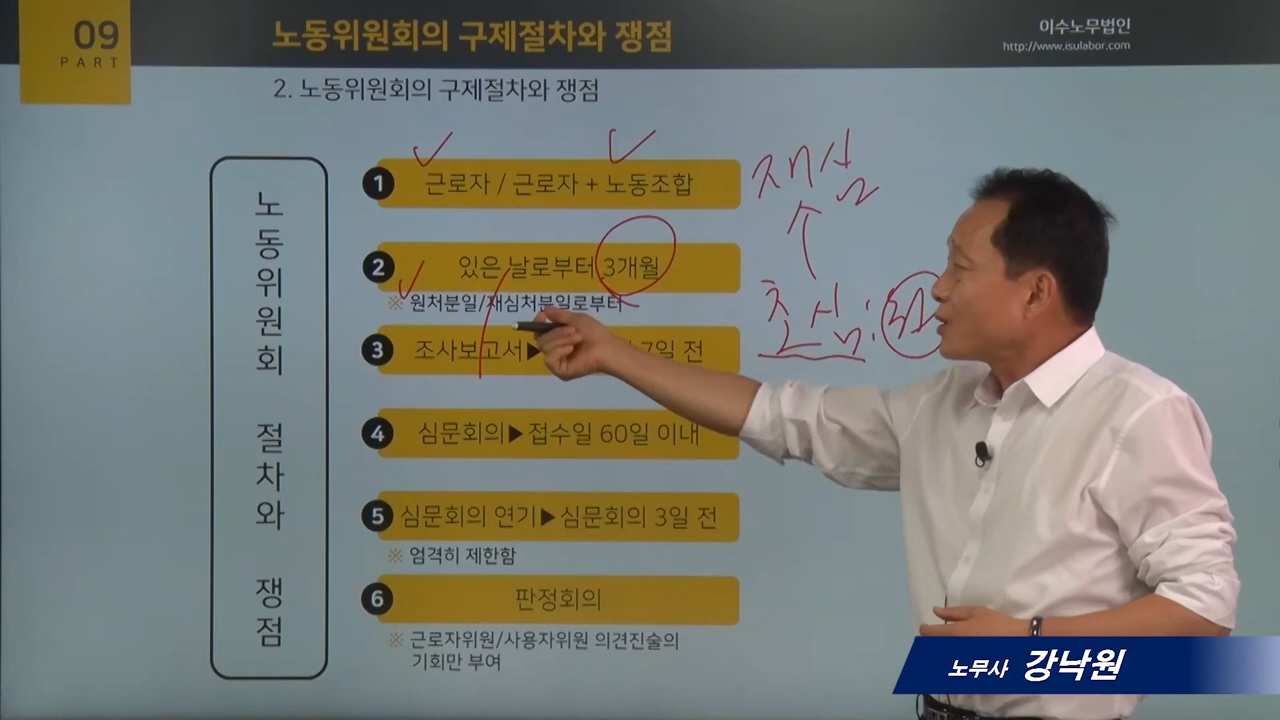 09
PART
노동위원회의 구제절차와 쟁점
이수노무법인
http://www.isulabor.com
2. 노동위원회의 구제절차와 쟁점
노동위원회 절차와 쟁점
1 근로자 / 근로자 + 노동조합
2 있은 날로부터 3개월
※ 원처분일/재심처분일로부터
3 조사보고서▶ 7일 전
4 심문회의▶접수일 60일 이내
5 심문회의 연기▶심문회의 3일 전
※ 엄격히 제한함
6 판정회의
※ 근로자위원/사용자위원 의견진술의
기회만 부여
재심
초심:
노무사 강낙원